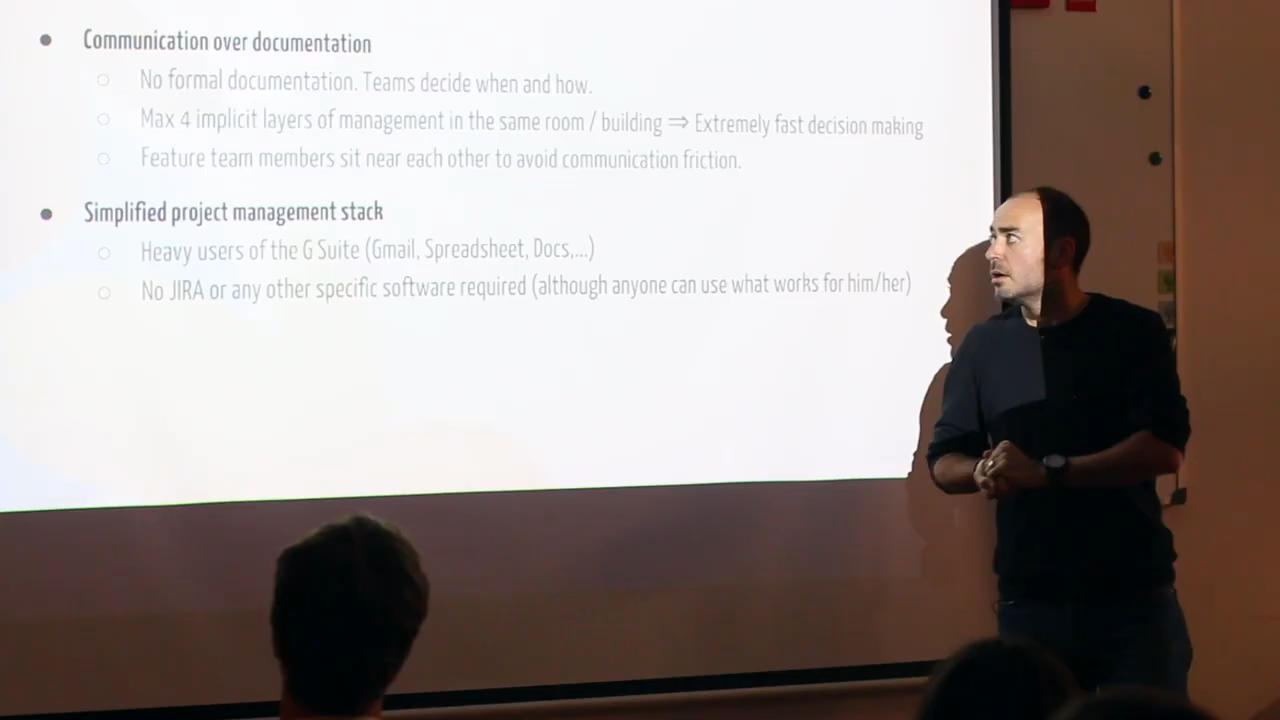 Communication over documentation
No formal documentation. Teams decide when and how.
Max 4 implicit layers of management in the same room / building ⇒ Extremely fast decision making
Feature team members sit near each other to avoid communication friction.
Simplified project management stack
Heavy users of the G Suite (Gmail, Spreadsheet, Docs,...)
No JIRA or any other specific software required (although anyone can use what works for him/her)